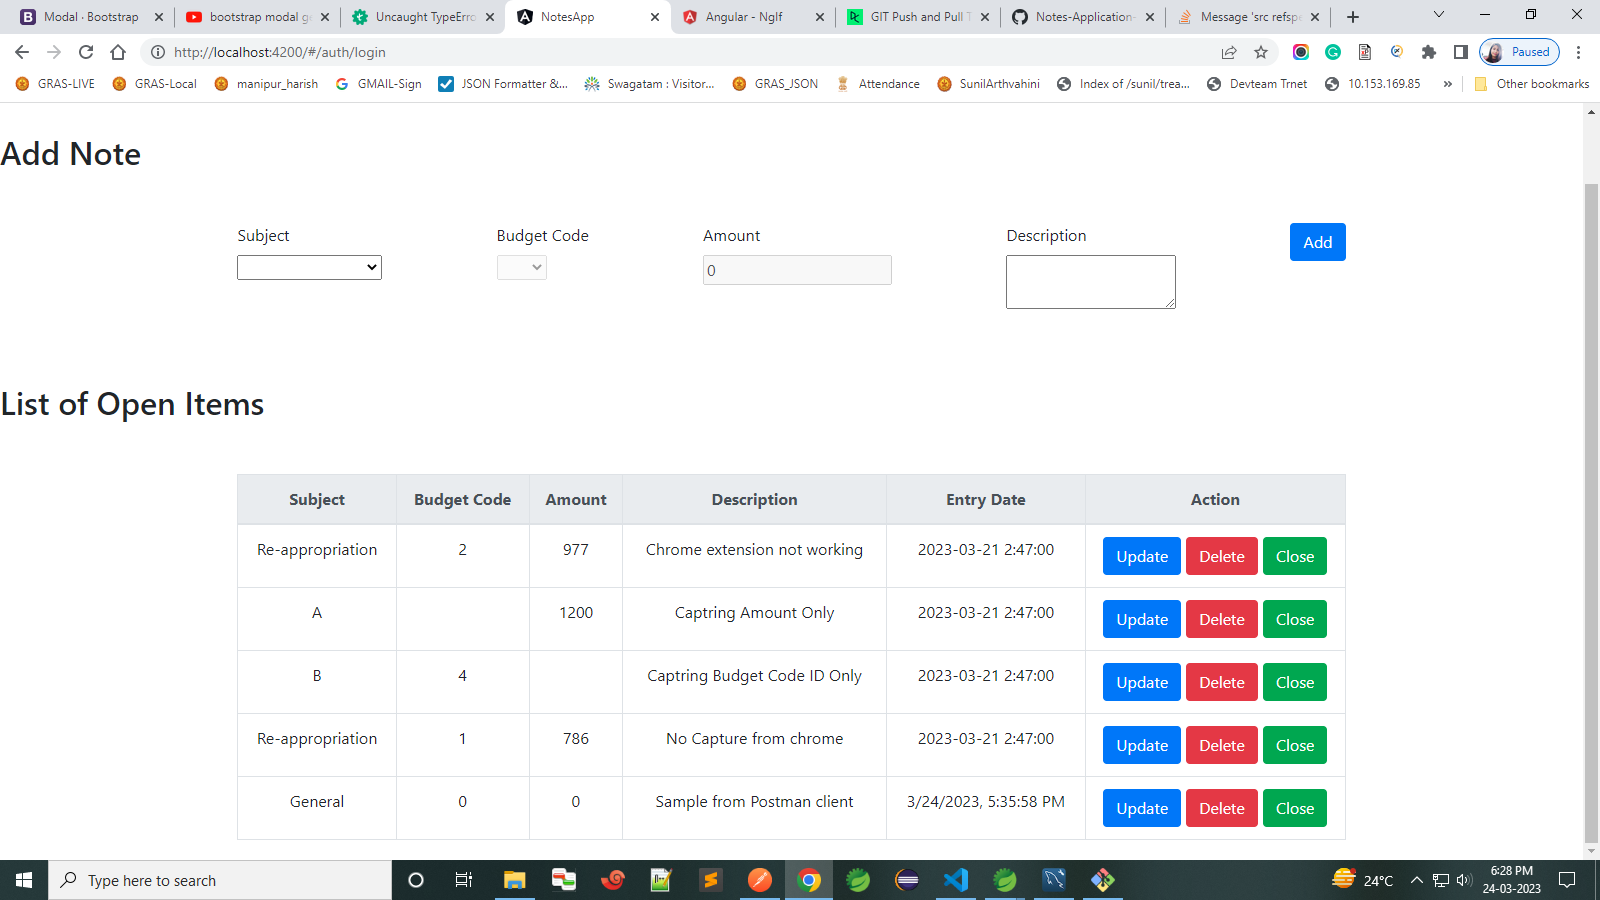 Modal · Bootstrap
bootstrap modal ge
Uncaught TypeErro
NotesApp
Angular - NgIf
GIT Push and Pull T
Notes-Application-
Message 'src refspe
http://localhost:4200/#/auth/login
Paused
GRAS-LIVE
GRAS-Local
manipur_harish
GMAIL-Sign
JSON Formatter &...
Swagatam : Visitor...
GRAS_JSON
Attendance
SunilArthvahini
Index of /sunil/trea...
Devteam Trnet
10.153.169.85
»
Other bookmarks
Add Note
Subject
Budget Code
Amount
Description
Add
0
List of Open Items
Subject Budget Code Amount Description Entry Date Action
Re-appropriation 2 977 Chrome extension not working 2023-03-21 2:47:00 Update Delete Close
A 1200 Captring Amount Only 2023-03-21 2:47:00 Update Delete Close
B 4 Captring Budget Code ID Only 2023-03-21 2:47:00 Update Delete Close
Re-appropriation 1 786 No Capture from chrome 2023-03-21 2:47:00 Update Delete Close
General 0 0 Sample from Postman client 3/24/2023, 5:35:58 PM Update Delete Close
Type here to search
24°C
6:28 PM
24-03-2023